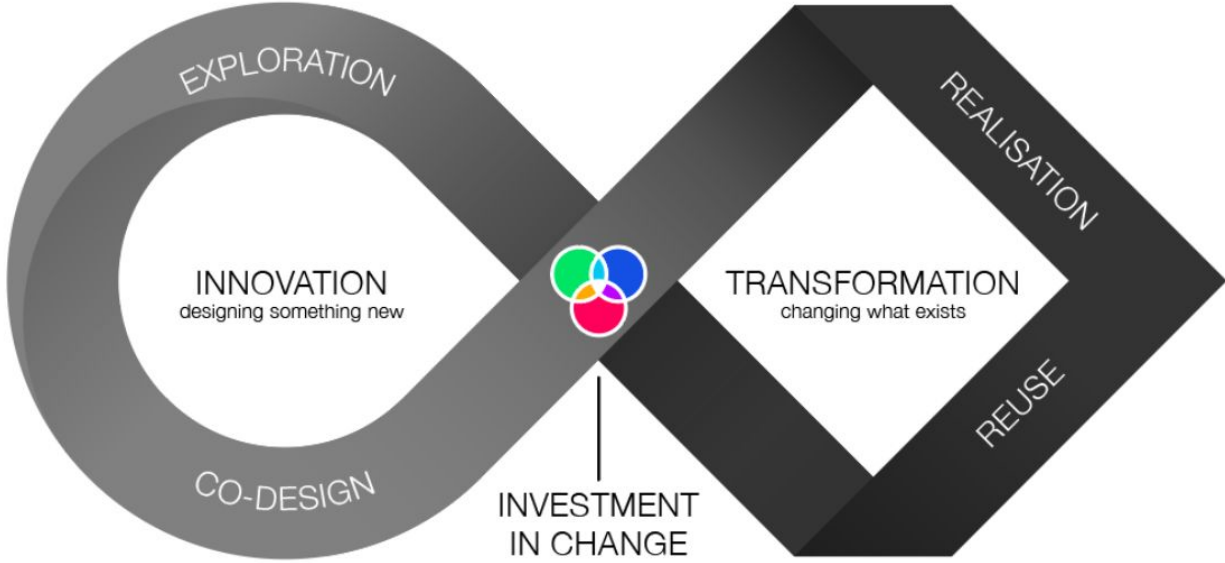 EXPLORATION
REALISATION
INNOVATION
designing something new
TRANSFORMATION
changing what exists
REUSE
CO-DESIGN
INVESTMENT
IN CHANGE